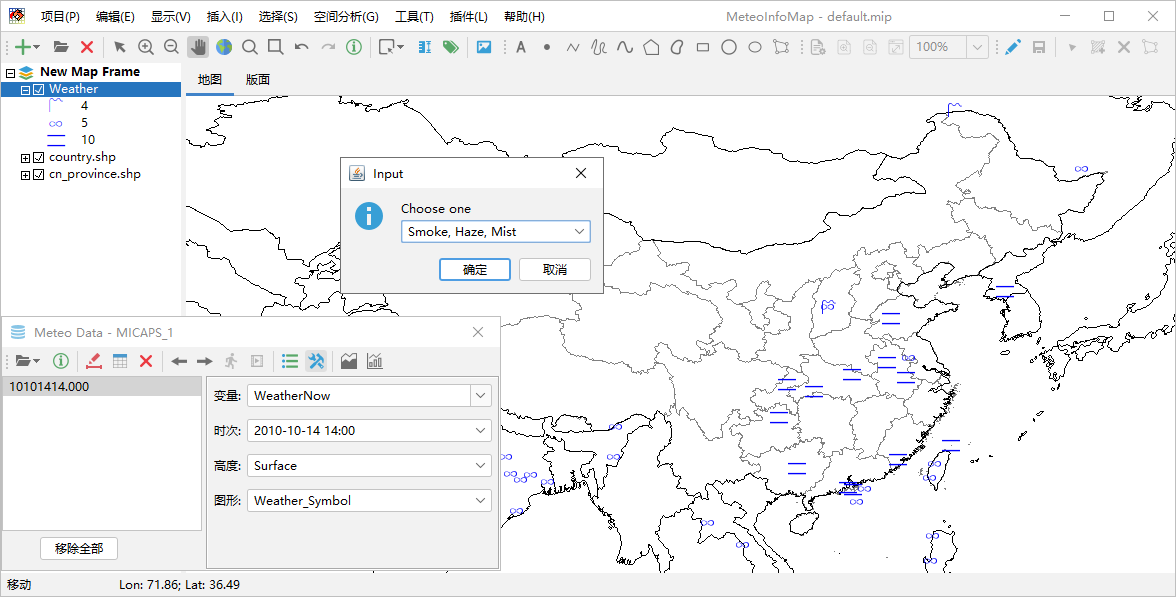 项目(P) 编辑(E) 显示(V) 插入(I) 选择(S) 空间分析(G) 工具(T) 插件(L) 帮助(H) MeteoInfoMap - default.mip
100%
New Map Frame
Weather
4
5
10
country.shp
cn_province.shp
地图 版面
Input
Choose one
Smoke, Haze, Mist
确定 取消
Meteo Data - MICAPS_1
10101414.000
变量: WeatherNow
时次: 2010-10-14 14:00
高度: Surface
图形: Weather_Symbol
移除全部
移动 Lon: 71.86; Lat: 36.49